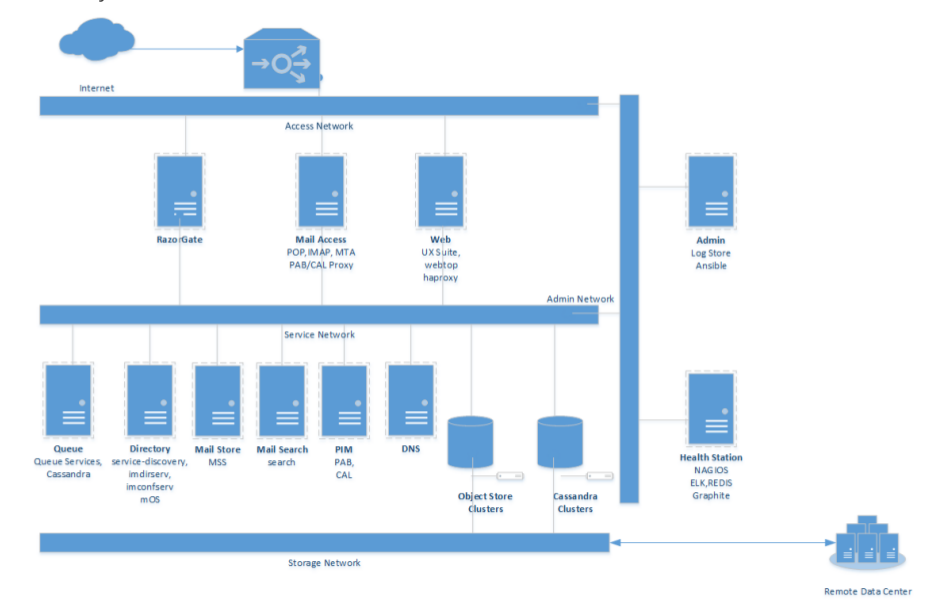 Internet
Access Network
RazorGate
Mail Access
POP,IMAP, MTA
PAB/CAL Proxy
Web
UX Suite,
webtop
haproxy
Admin
Log Store
Ansible
Admin Network
Service Network
Queue
Queue Services,
Cassandra
Directory
service-discovery,
imdirserv,
imconfserv
mOS
Mail Store
MSS
Mail Search
search
PIM
PAB,
CAL
DNS
Object Store
Clusters
Cassandra
Clusters
Health Station
NAGIOS
ELK,REDIS
Graphite
Storage Network
Remote Data Center